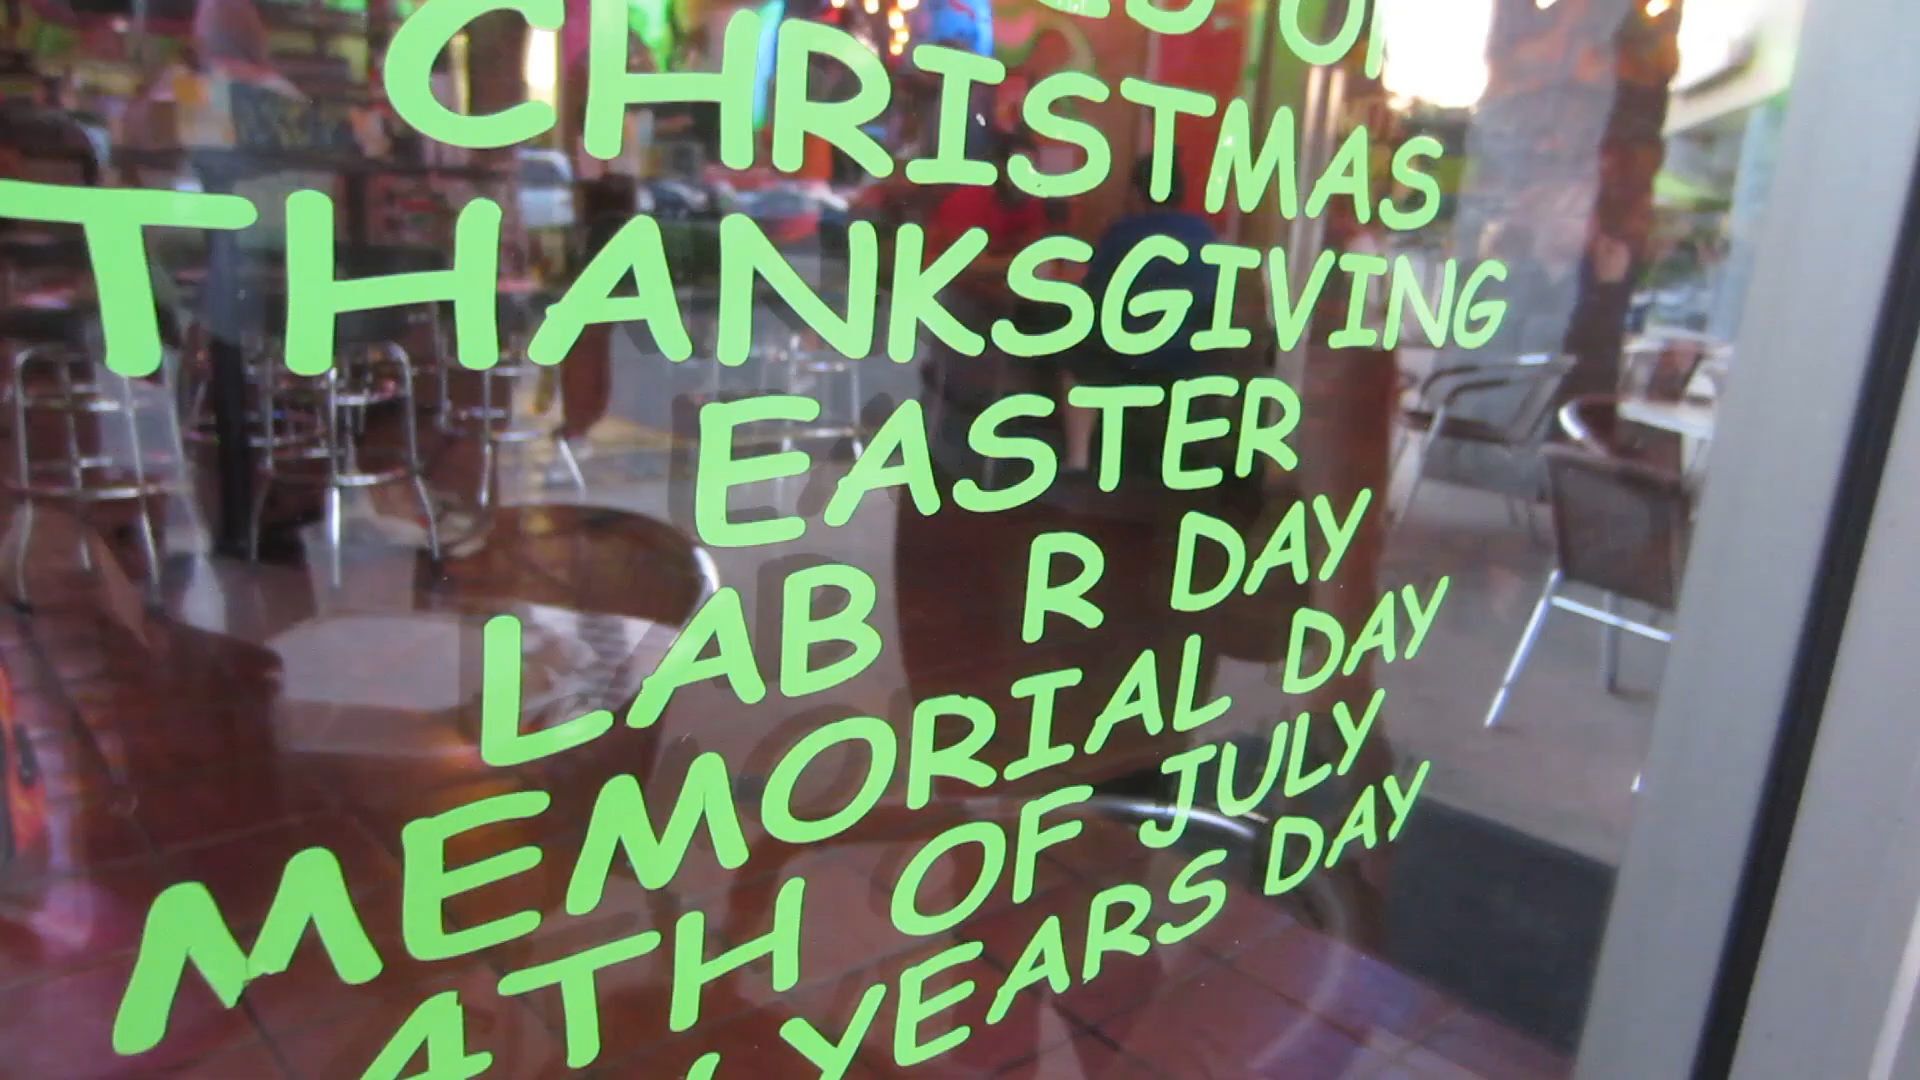 CHRISTMAS
THANKSGIVING
EASTER
LAB R DAY
MEMORIAL DAY
4TH OF JULY
YEARS DAY